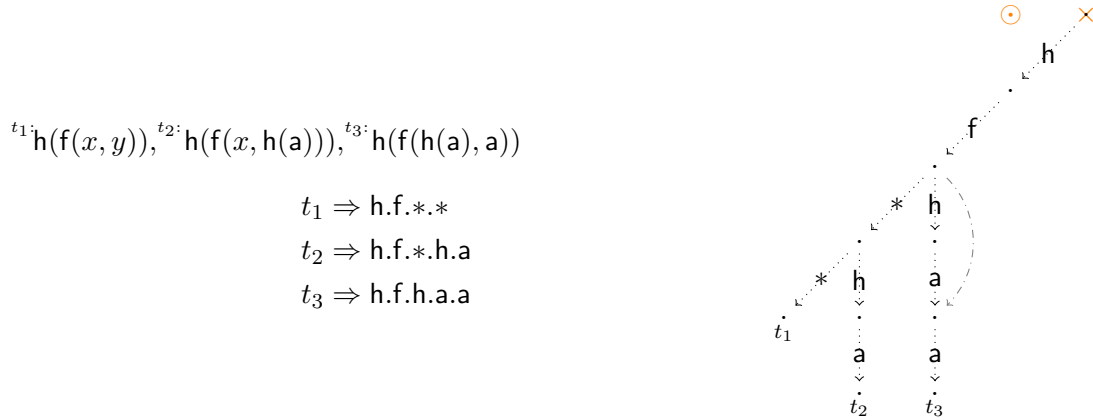 t₁:h(f(x, y)), t₂:h(f(x, h(a))), t₃:h(f(h(a), a))
t₁ ⇒ h.f.∗.∗
t₂ ⇒ h.f.∗.h.a
t₃ ⇒ h.f.h.a.a
h
f
∗ h
∗ h a
t₁
a a
t₂ t₃